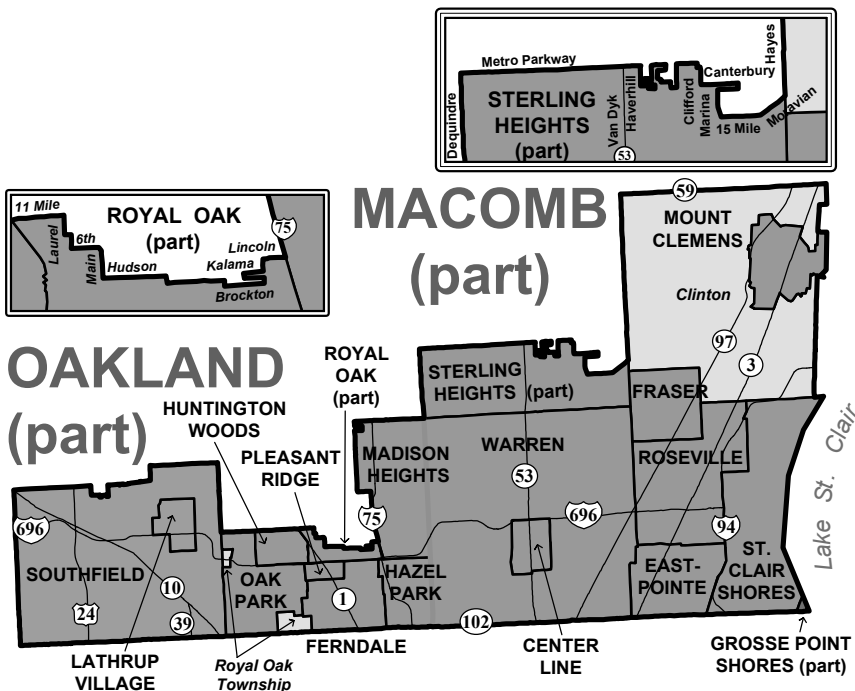 Metro Parkway
Hayes
Canterbury
Dequindre
STERLING
HEIGHTS
(part)
Van Dyk
Haverhill
Clifford
Marina
15 Mile
Moravian
53
11 Mile
ROYAL OAK
(part)
75
Laurel
6th
Main
Hudson
Lincoln
Kalama
Brockton
MACOMB
(part)
59
MOUNT
CLEMENS
Clinton
97
3
OAKLAND
(part)
ROYAL
OAK
(part)
HUNTINGTON
WOODS
PLEASANT
RIDGE
STERLING
HEIGHTS (part)
FRASER
MADISON
HEIGHTS
WARREN
ROSEVILLE
53
75
696
696
94
Lake St. Clair
SOUTHFIELD
10
24
39
OAK
PARK
1
HAZEL
PARK
EAST-
POINTE
ST.
CLAIR
SHORES
102
LATHRUP
VILLAGE
Royal Oak
Township
FERNDALE
CENTER
LINE
GROSSE POINT
SHORES (part)